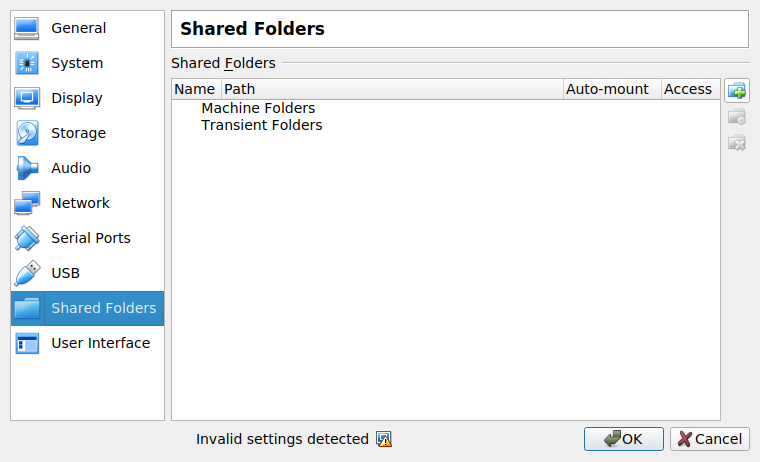 General
System
Display
Storage
Audio
Network
Serial Ports
USB
Shared Folders
User Interface
Shared Folders
Shared Folders
Name Path Auto-mount Access
Machine Folders
Transient Folders
Invalid settings detected
OK
Cancel